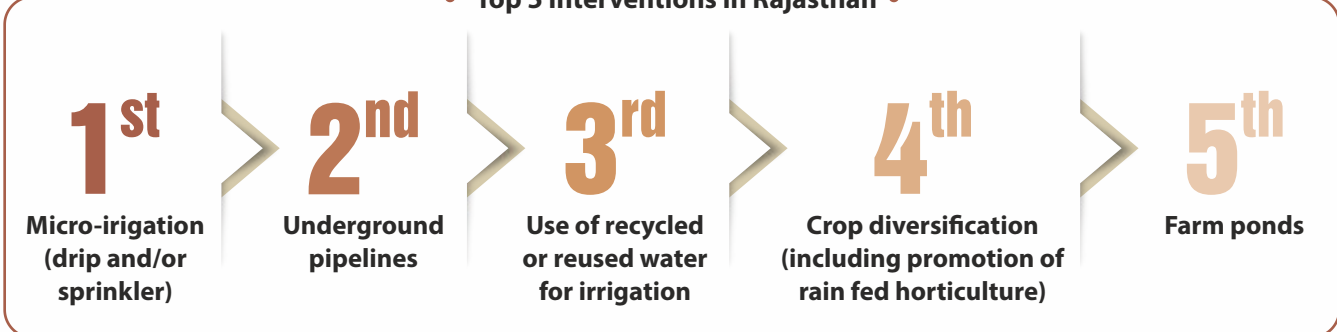 Top 5 Interventions in Rajasthan
1st
Micro-irigation
(drip and/or
sprinkler)
2nd
Underground
pipelines
3rd
Use of recycled
or reused water
for irrigation
4th
Crop diversification
(including promotion of
rain fed horticulture)
5th
Farm ponds